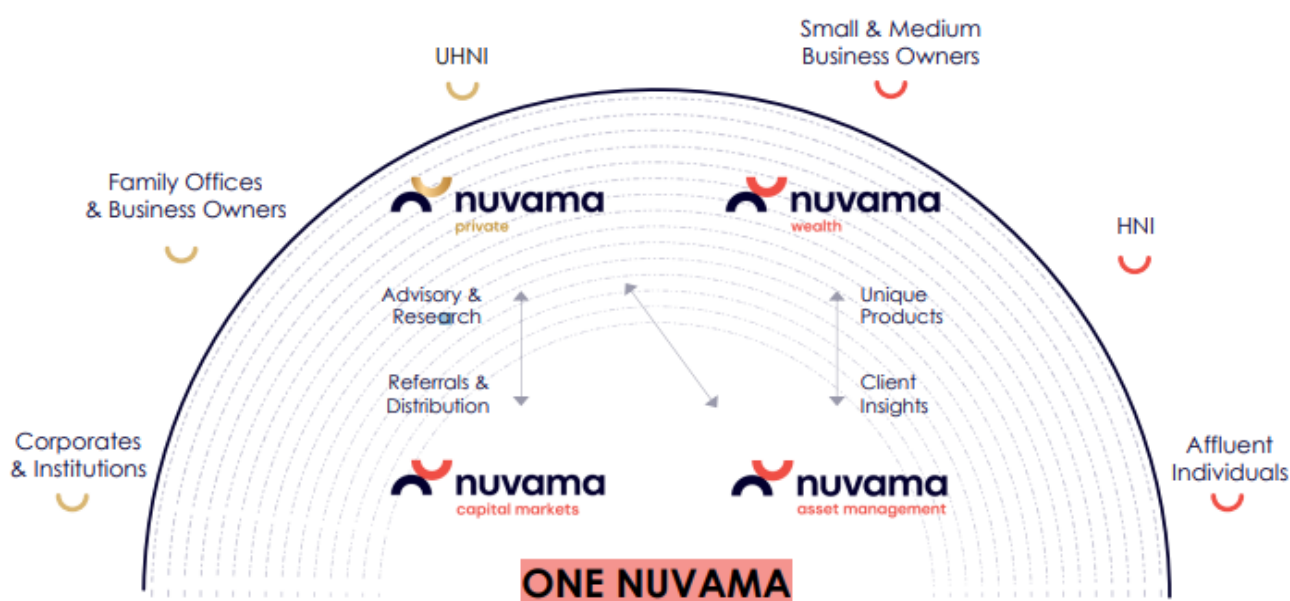 Small & Medium
Business Owners
UHNI
Family Offices
& Business Owners
nuvama
private
nuvama
wealth
HNI
Advisory &
Research
Unique
Products
Referrals &
Distribution
Client
Insights
Corporates
& Institutions
Affluent
Individuals
nuvama
capital markets
nuvama
asset management
ONE NUVAMA